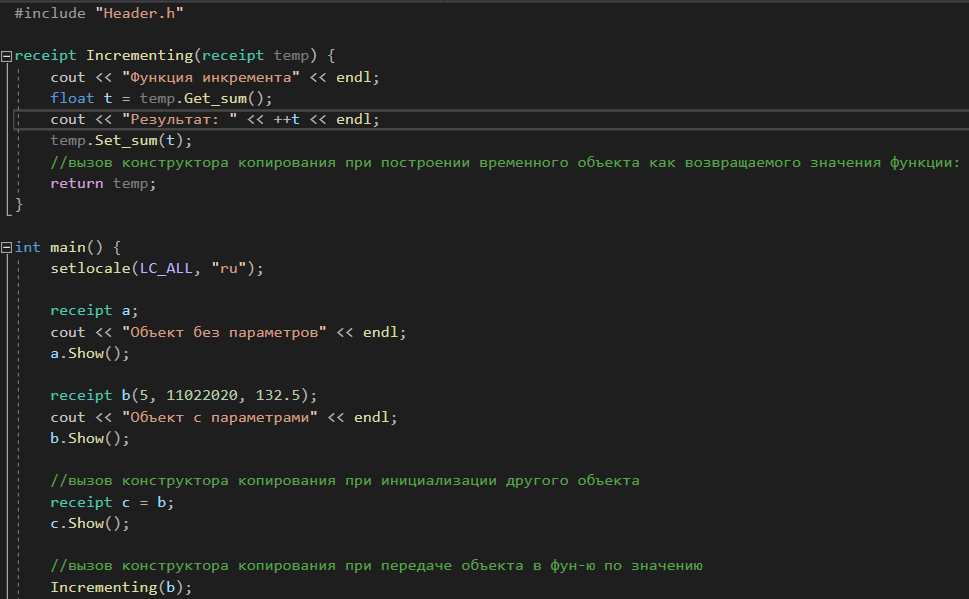 #include "Header.h"
receipt Incrementing(receipt temp) {
cout << "Функция инкремента" << endl;
float t = temp.Get_sum();
cout << "Результат: " << ++t << endl;
temp.Set_sum(t);
//вызов конструктора копирования при построении временного объекта как возвращаемого значения функции:
return temp;
}
int main() {
setlocale(LC_ALL, "ru");
receipt a;
cout << "Объект без параметров" << endl;
a.Show();
receipt b(5, 11022020, 132.5);
cout << "Объект с параметрами" << endl;
b.Show();
//вызов конструктора копирования при инициализации другого объекта
receipt c = b;
c.Show();
//вызов конструктора копирования при передаче объекта в фун-ю по значению
Incrementing(b);